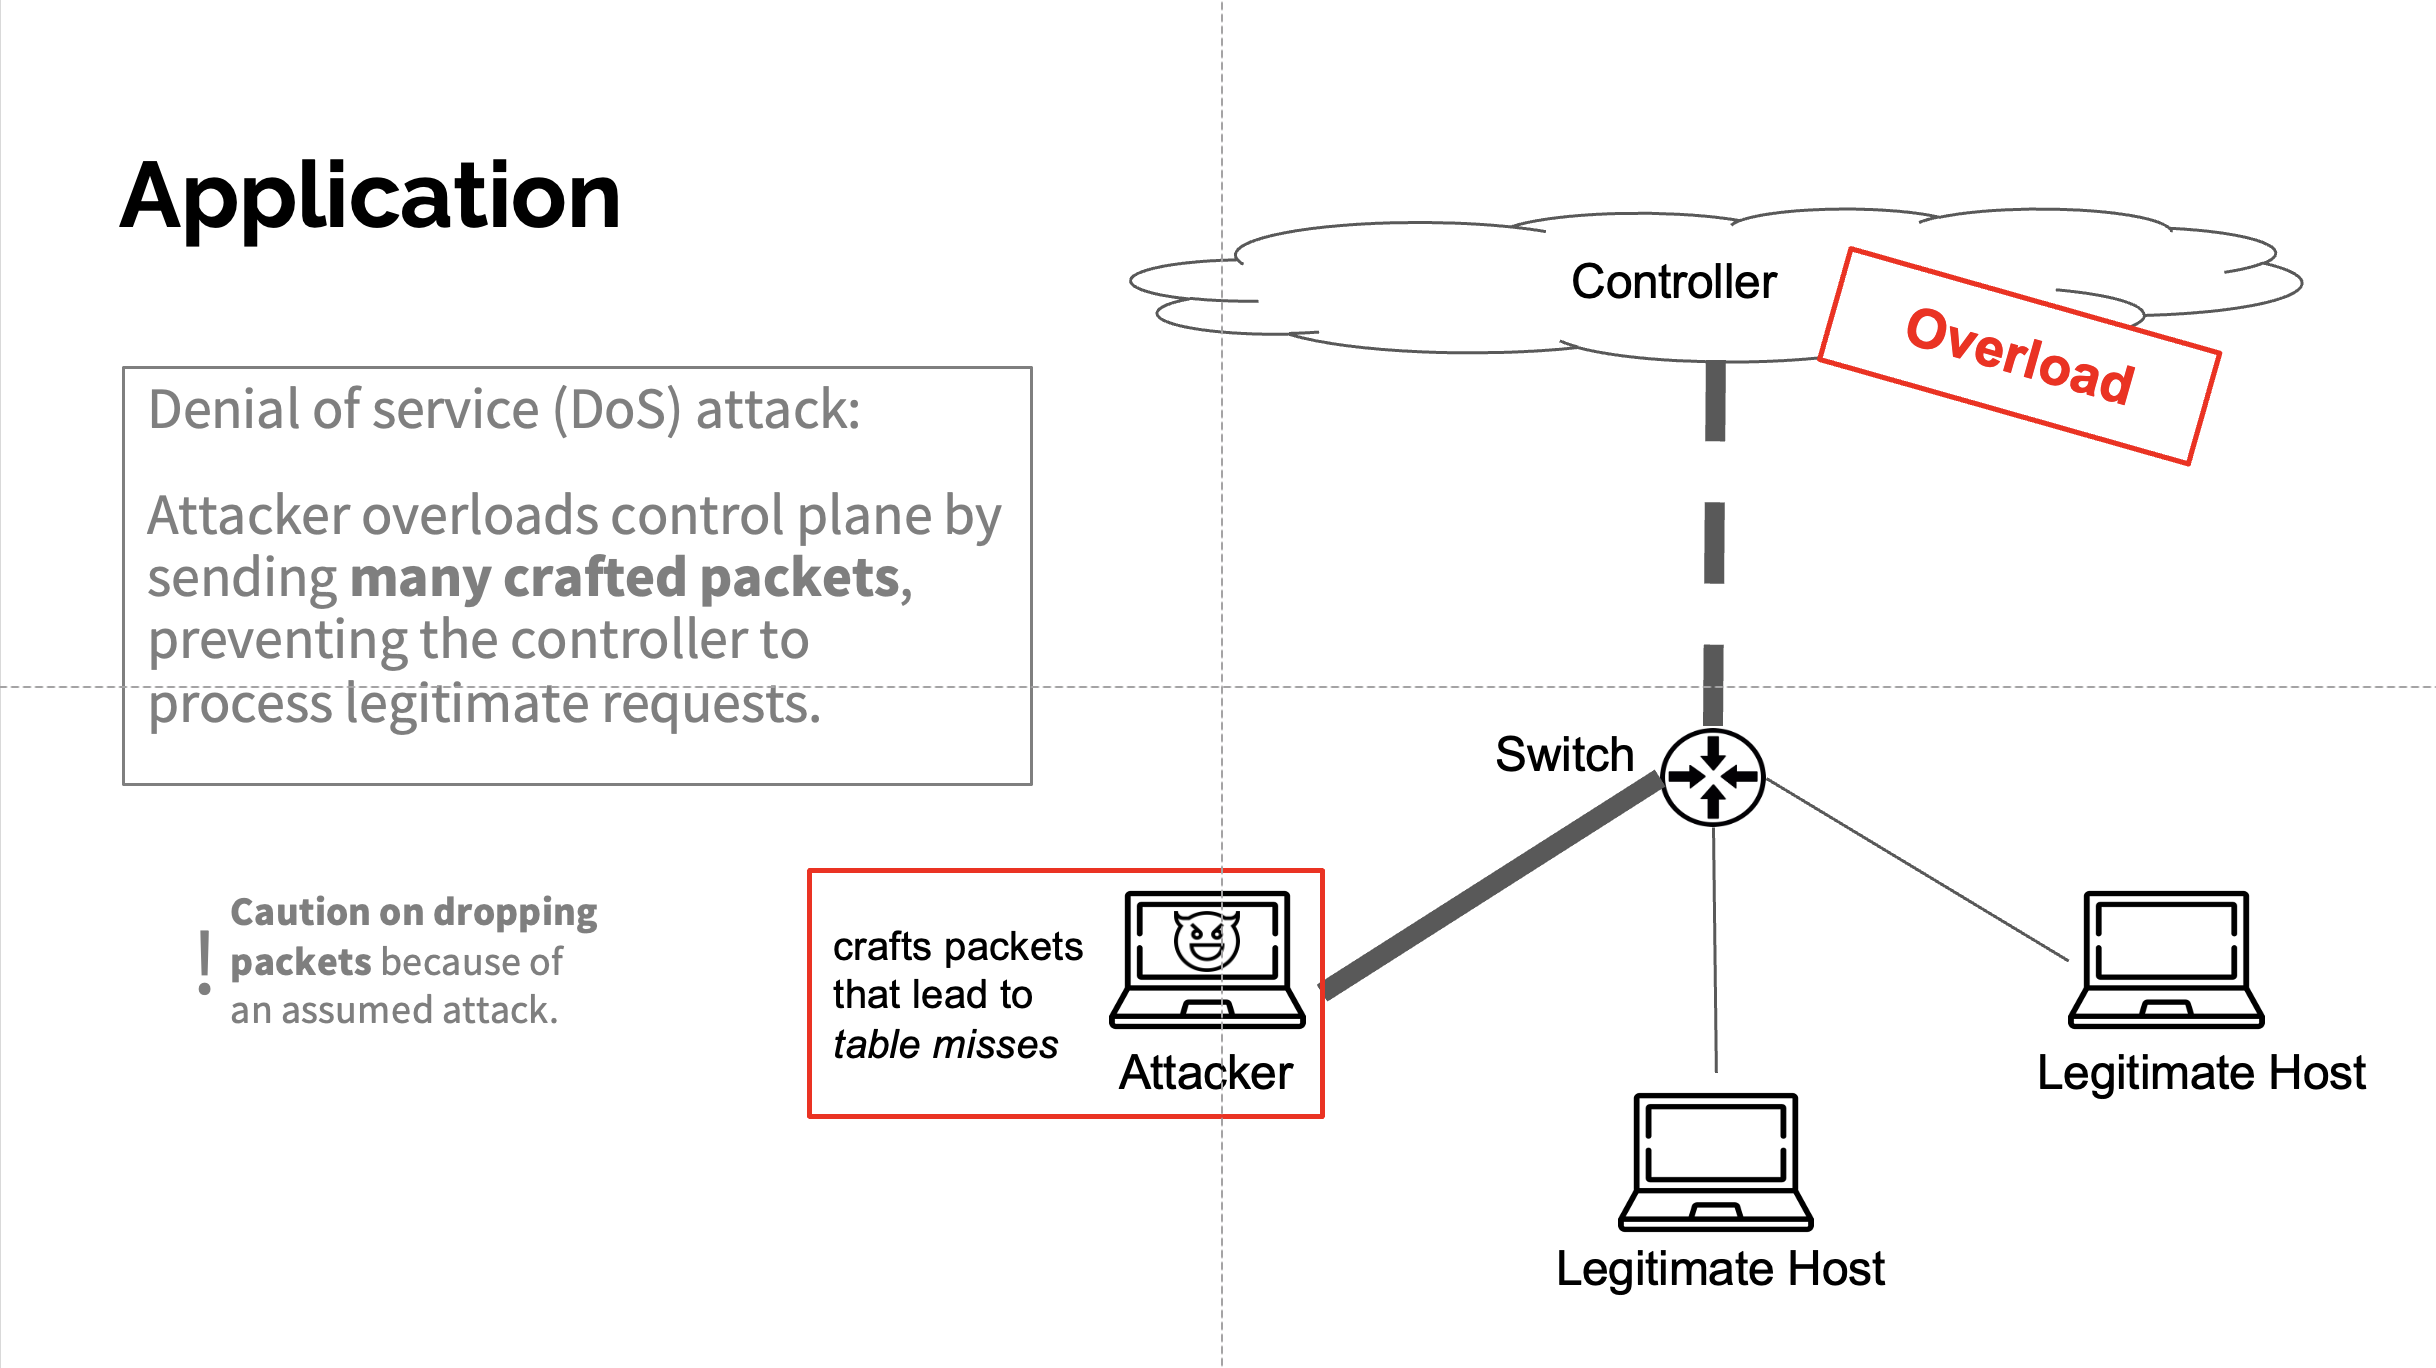 Application
Denial of service (DoS) attack:
Attacker overloads control plane by
sending many crafted packets,
preventing the controller to
process legitimate requests.
!
Caution on dropping
packets because of
an assumed attack.
Controller
Overload
Switch
crafts packets
that lead to
table misses
Attacker
Legitimate Host
Legitimate Host